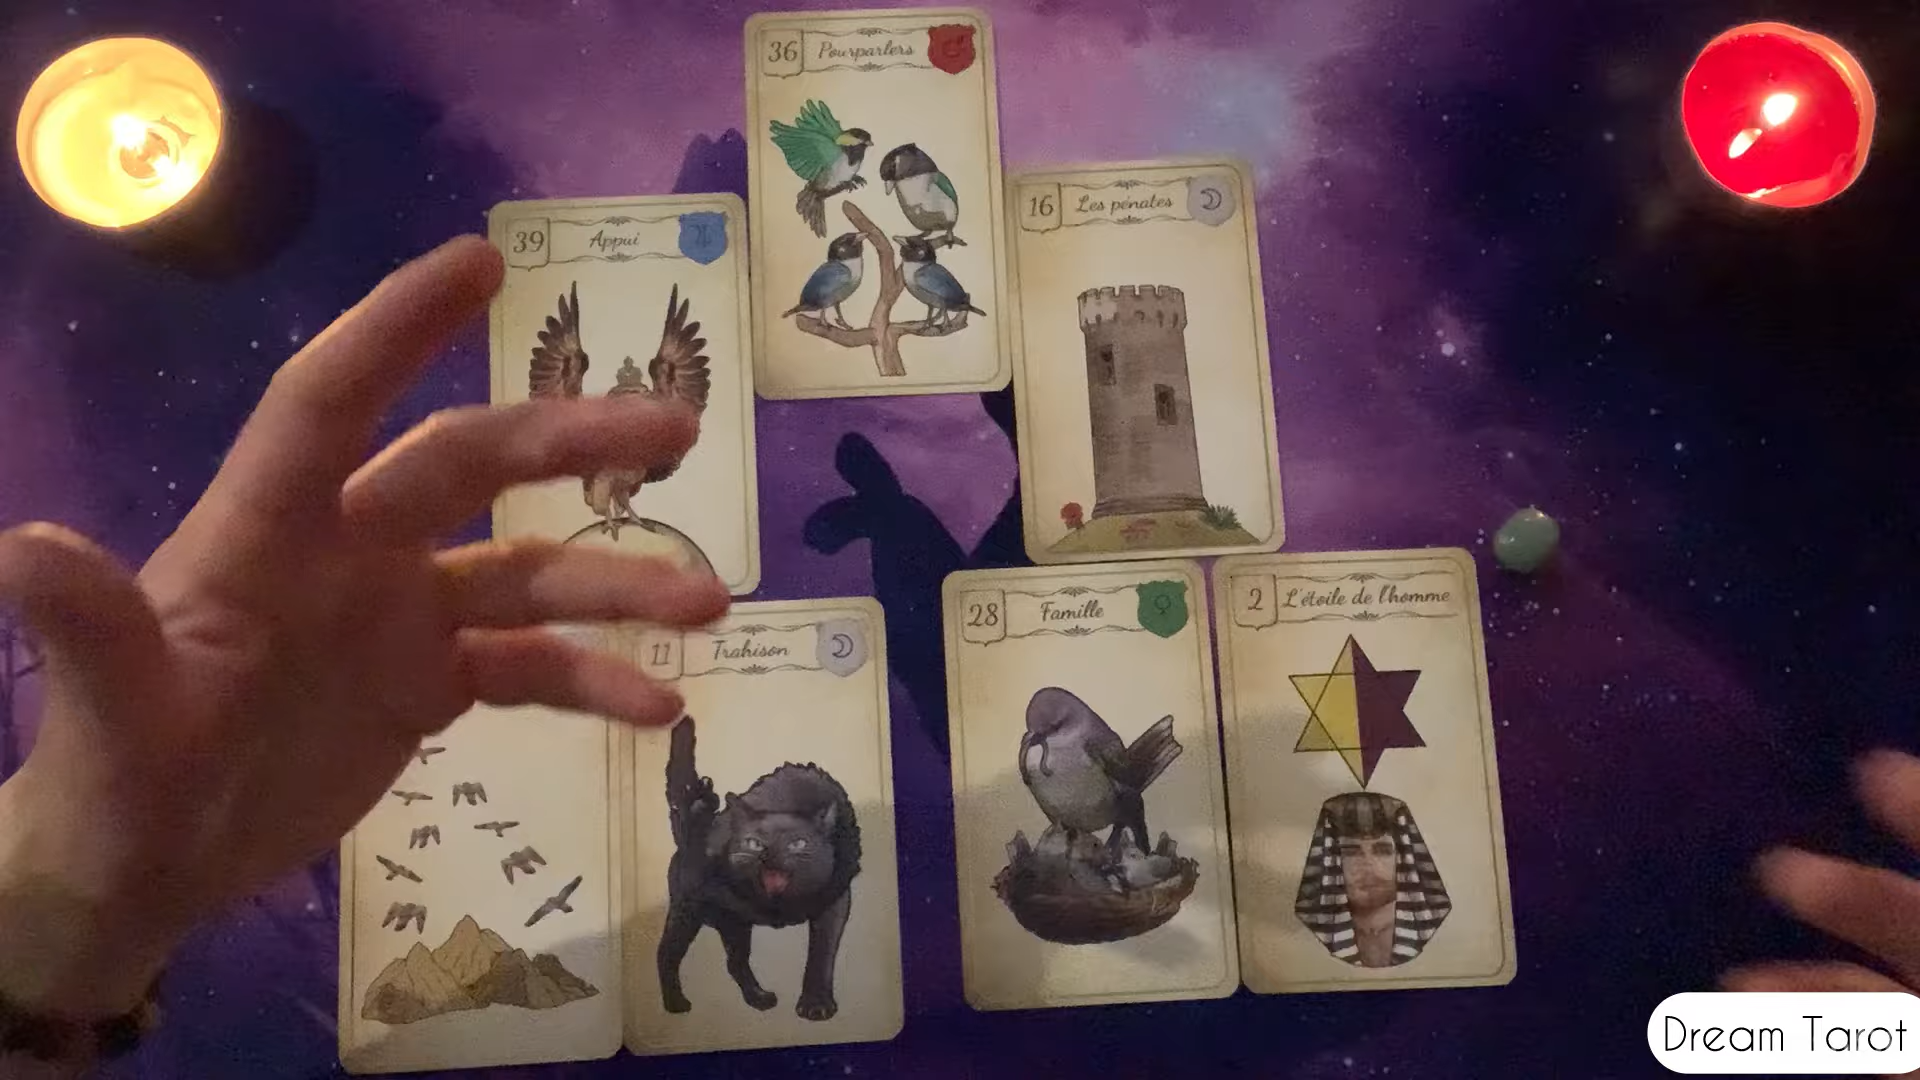 36 Pourparlers
39 Appui
16 Les pénates
11 Trahison
28 Famille
2 L'étoile de l'homme
Dream Tarot